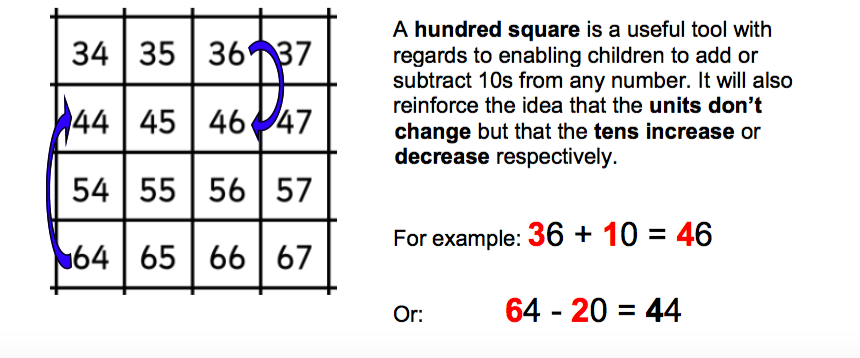 34 35 36 37
44 45 46 47
54 55 56 57
64 65 66 67
A hundred square is a useful tool with
regards to enabling children to add or
subtract 10s from any number. It will also
reinforce the idea that the units don’t
change but that the tens increase or
decrease respectively.
For example: 36 + 10 = 46
Or: 64 - 20 = 44